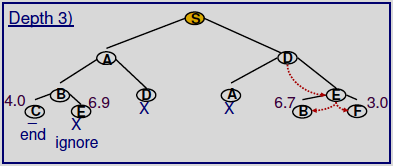 Depth 3)
S
A D
B D A E
4.0 C E 6.9 X X 6.7 B F 3.0
end X
ignore